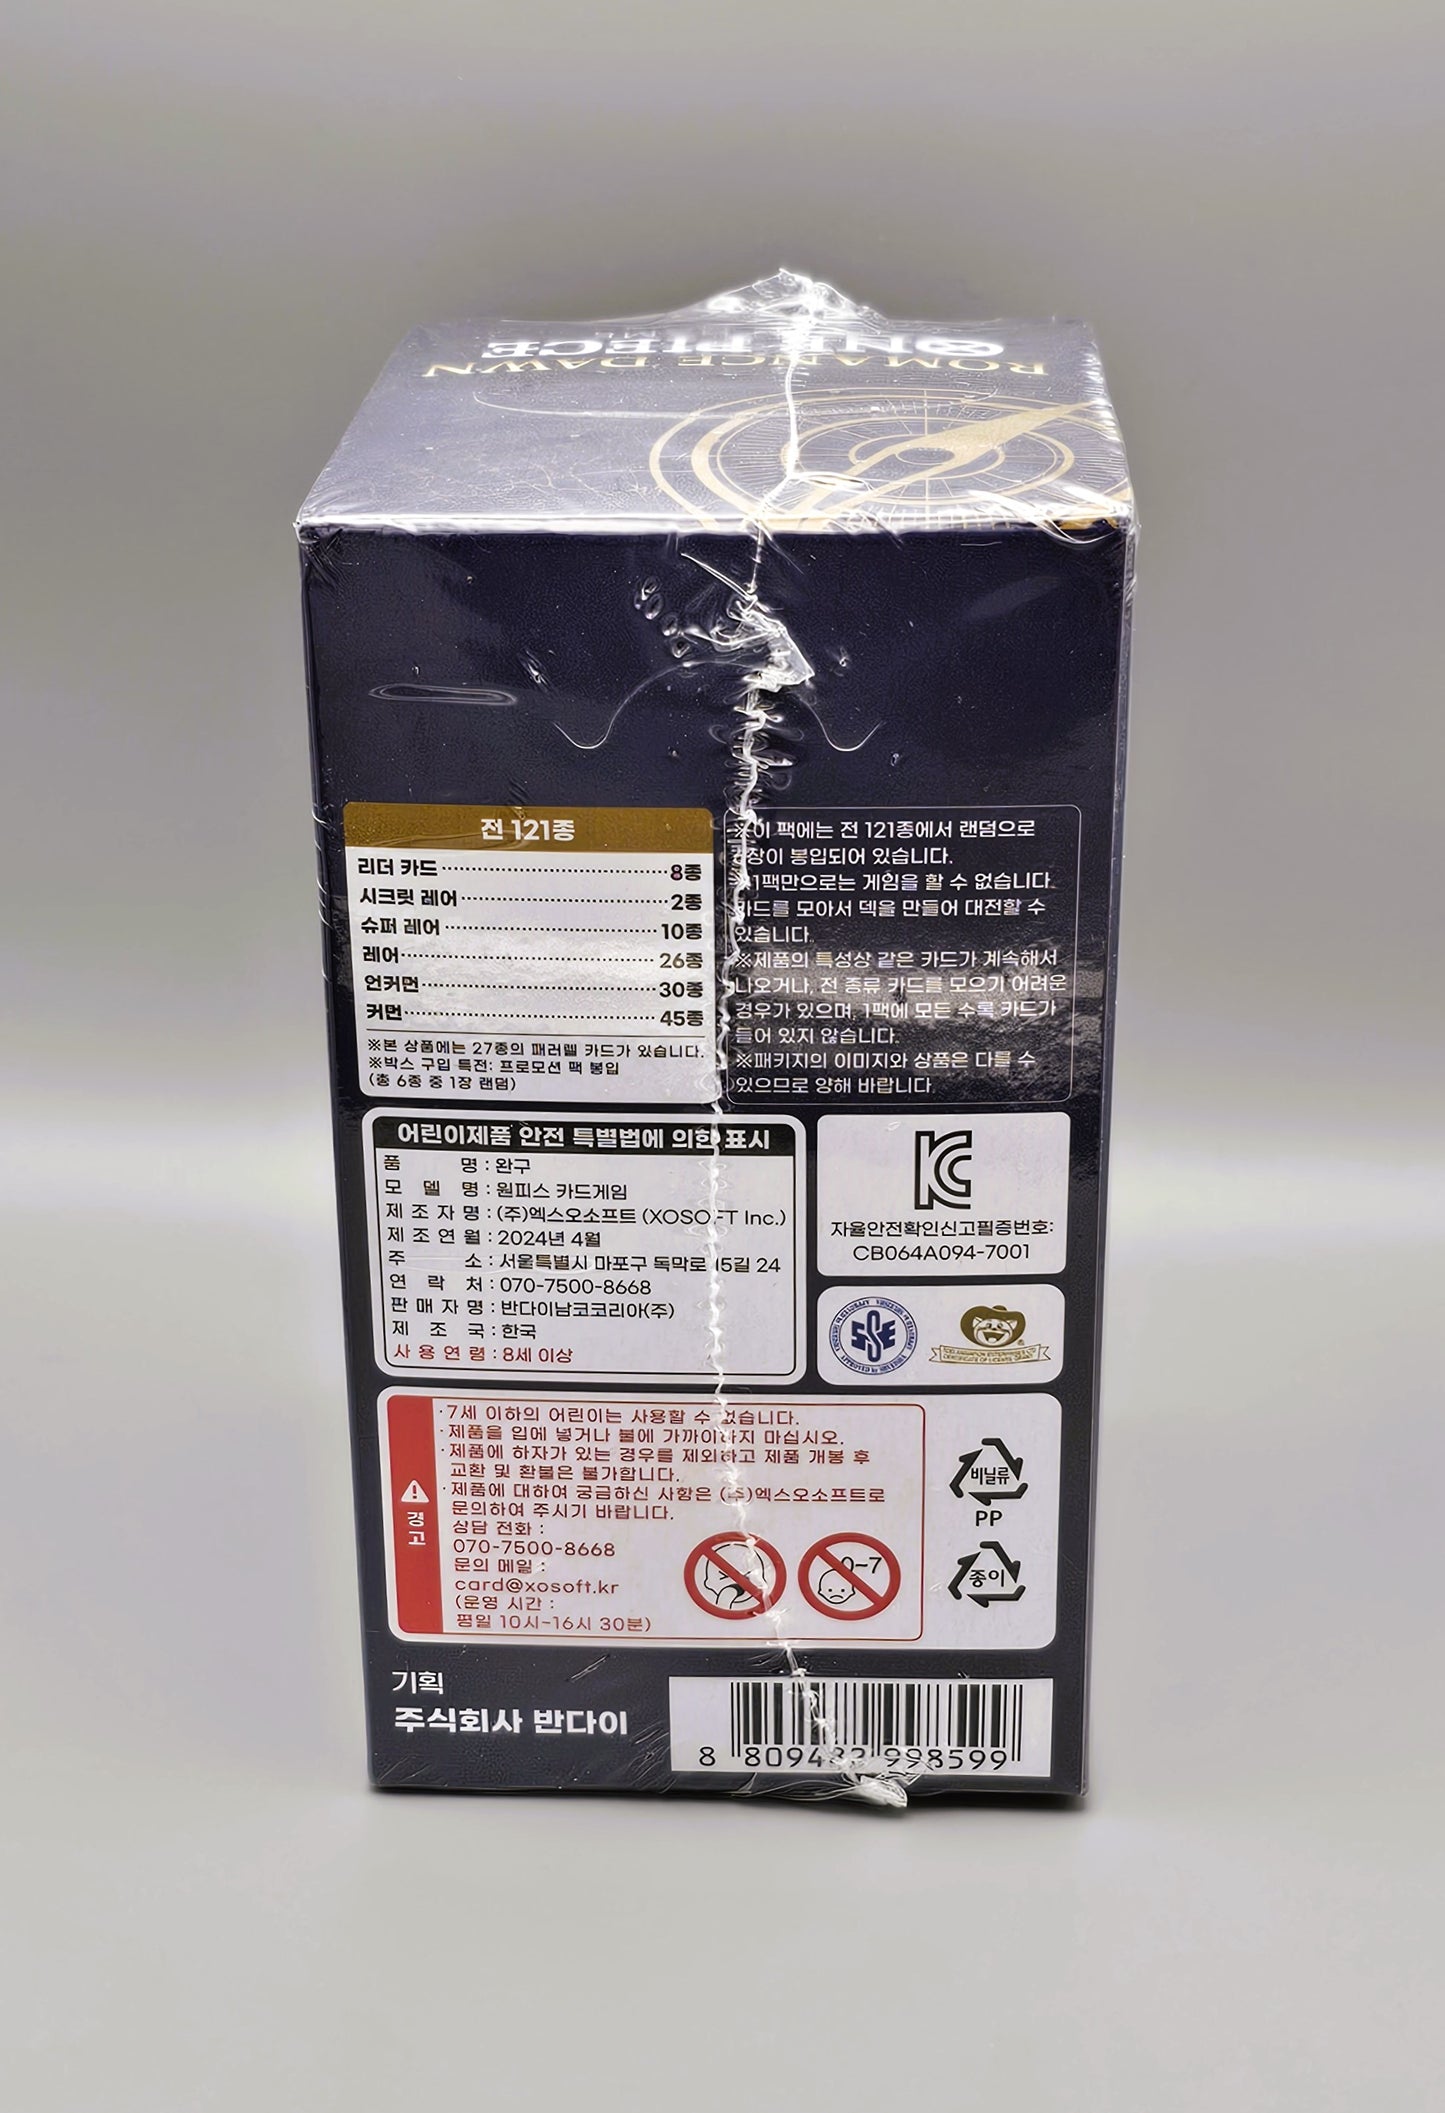 ONE PIECE
ROMANCE DAWN
전 121종
리더 카드 8종
시크릿 레어 2종
슈퍼 레어 10종
레어 26종
언커먼 30종
커먼 45종
※본 상품에는 27종의 패러렐 카드가 있습니다.
※박스 구입 특전: 프로모션 팩 봉입
(총 6종 중 1장 랜덤)
※이 팩에는 전 121종에서 랜덤으로
봉입되어 있습니다.
※1팩만으로는 게임을 할 수 없습니다.
카드를 모아서 덱을 만들어 대전할 수
있습니다.
※제품의 특성상 같은 카드가 계속해서
나오거나, 전 종류 카드를 모으기 어려운
경우가 있으며, 1팩에 모든 수록 카드가
들어 있지 않습니다.
※패키지의 이미지와 상품은 다를 수
있으므로 양해 바랍니다.
어린이제품 안전 특별법에 의한 표시
품 명 : 완구
모 델 명 : 원피스 카드게임
제 조 자 명 : (주)엑스오소프트 (XOSOFT Inc.)
제 조 연 월 : 2024년 4월
주 소 : 서울특별시 마포구 독막로 15길 24
연 락 처 : 070-7500-8668
판 매 자 명 : 반다이남코코리아(주)
제 조 국 : 한국
사 용 연 령 : 8세 이상
KC
자율안전확인신고필증번호:
CB064A094-7001
SSE
경고
·7세 이하의 어린이는 사용할 수 없습니다.
·제품을 입에 넣거나 불에 가까이하지 마십시오.
·제품에 하자가 있는 경우를 제외하고 제품 개봉 후
교환 및 환불은 불가합니다.
·제품에 대하여 궁금하신 사항은 (주)엑스오소프트로
문의하여 주시기 바랍니다.
상담 전화 :
070-7500-8668
문의 메일 :
card@xosoft.kr
(운영 시간 :
평일 10시-16시 30분)
0-7
비닐류
PP
종이
기획
주식회사 반다이
8 998599